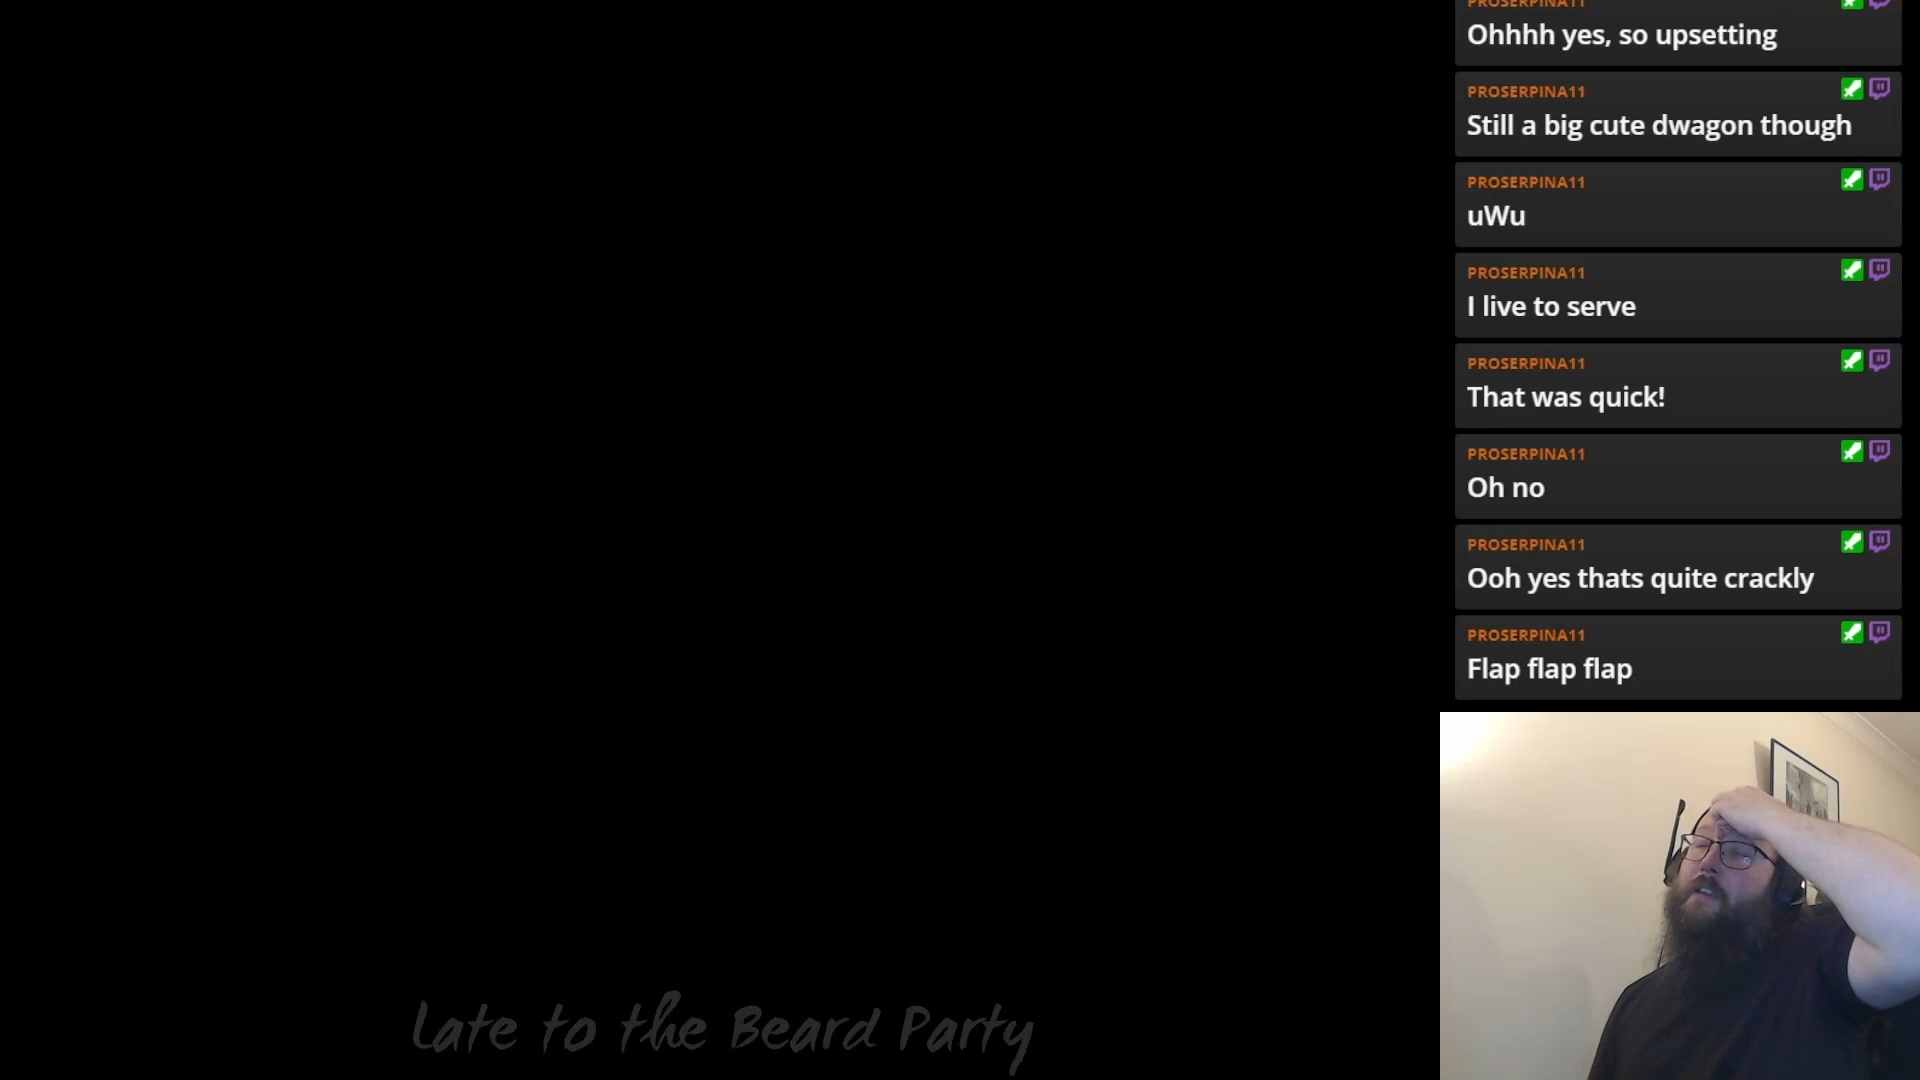 PROSERPINA11
Ohhhh yes, so upsetting
PROSERPINA11
Still a big cute dwagon though
PROSERPINA11
uWu
PROSERPINA11
I live to serve
PROSERPINA11
That was quick!
PROSERPINA11
Oh no
PROSERPINA11
Ooh yes thats quite crackly
PROSERPINA11
Flap flap flap
Late to the Beard Party